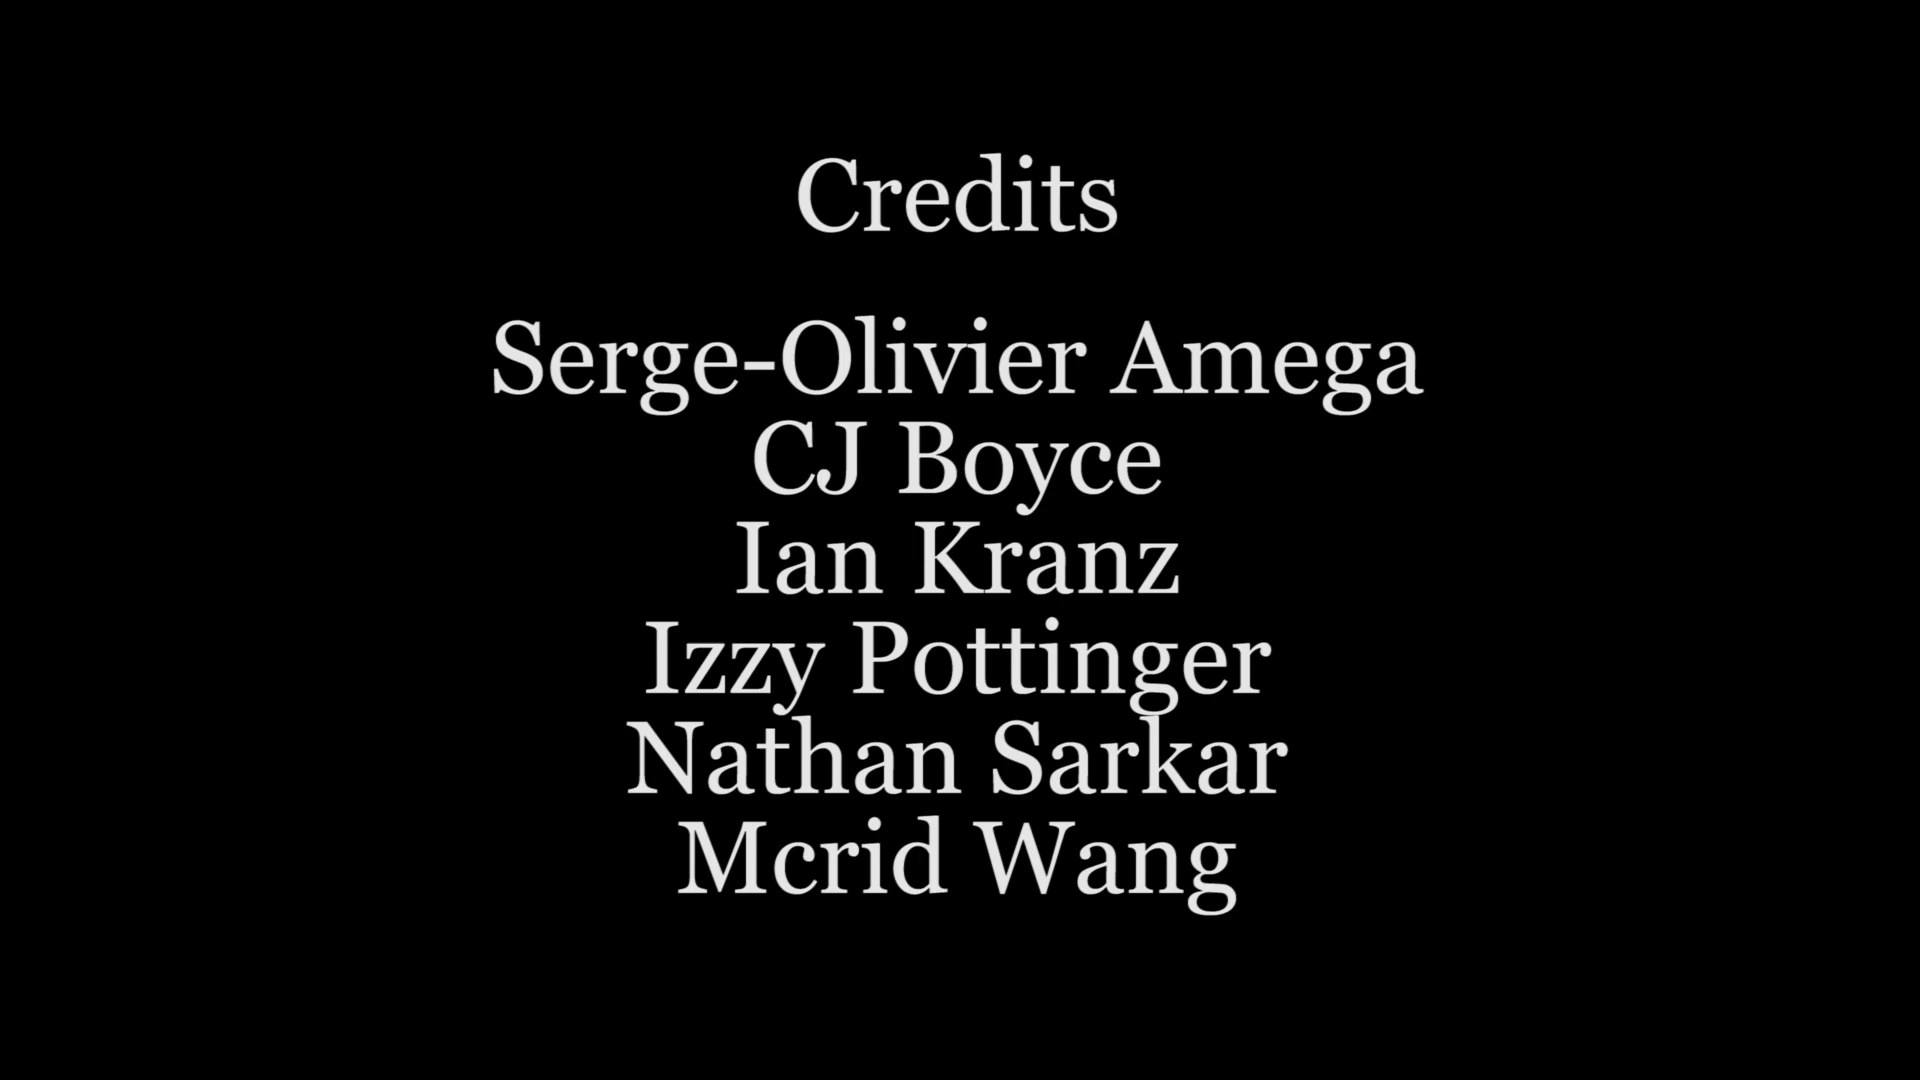 Credits
Serge-Olivier Amega
CJ Boyce
Ian Kranz
Izzy Pottinger
Nathan Sarkar
Mcrid Wang